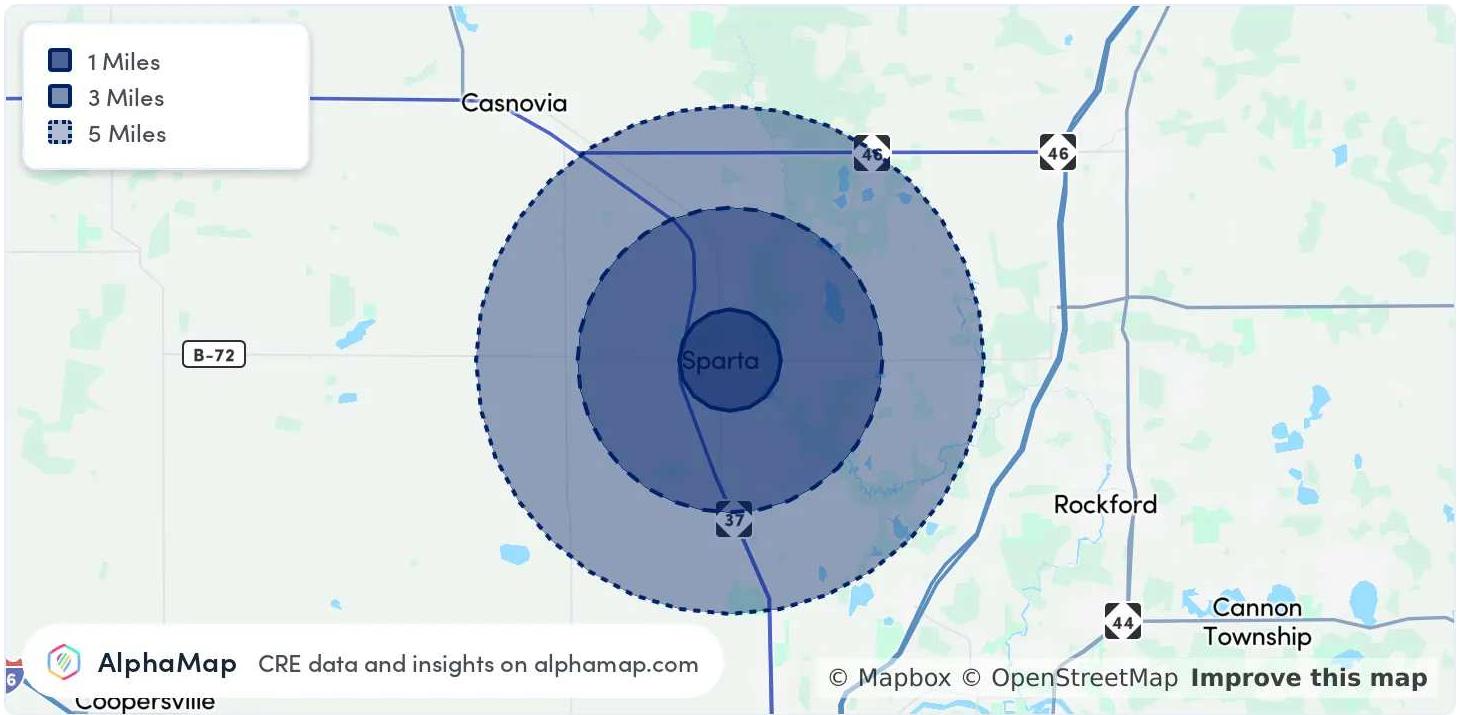 1 Miles
3 Miles
5 Miles
Casnovia
46
46
B-72
Sparta
Rockford
37
44
Cannon
Township
6
AlphaMap CRE data and insights on alphamap.com
© Mapbox © OpenStreetMap Improve this map
Coopersville